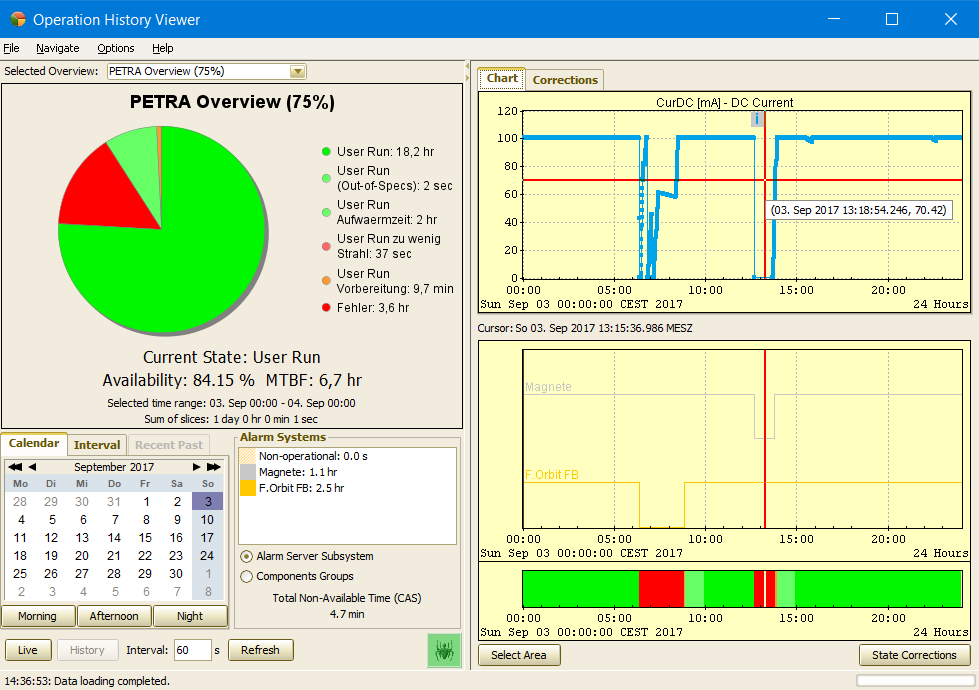 Operation History Viewer
File Navigate Options Help
Selected Overview: PETRA Overview (75%)
PETRA Overview (75%)
User Run: 18,2 hr
User Run
(Out-of-Specs): 2 sec
User Run
Aufwaermzeit: 2 hr
User Run zu wenig
Strahl: 37 sec
User Run
Vorbereitung: 9,7 min
Fehler: 3,6 hr
Current State: User Run
Availability: 84.15 % MTBF: 6,7 hr
Selected time range: 03. Sep 00:00 - 04. Sep 00:00
Sum of slices: 1 day 0 hr 0 min 1 sec
Calendar Interval Recent Past
September 2017
Mo Di Mi Do Fr Sa So
28 29 30 31 1 2 3
4 5 6 7 8 9 10
11 12 13 14 15 16 17
18 19 20 21 22 23 24
25 26 27 28 29 30 1
2 3 4 5 6 7 8
Morning Afternoon Night
Alarm Systems
Non-operational: 0.0 s
Magnete: 1.1 hr
F.Orbit FB: 2.5 hr
Alarm Server Subsystem
Components Groups
Total Non-Available Time (CAS)
4.7 min
Live History Interval: 60 s Refresh
14:36:53: Data loading completed.
Chart Corrections
CurDC [mA] - DC Current
i
120
100
80
60
40
20
0
(03. Sep 2017 13:18:54.246, 70.42)
00:00 05:00 10:00 15:00 20:00
Sun Sep 03 00:00:00 CEST 2017 24 Hours
Cursor: So 03. Sep 2017 13:15:36.986 MESZ
Magnete
F.Orbit FB
00:00 05:00 10:00 15:00 20:00
Sun Sep 03 00:00:00 CEST 2017 24 Hours
00:00 05:00 10:00 15:00 20:00
Sun Sep 03 00:00:00 CEST 2017 24 Hours
Select Area State Corrections